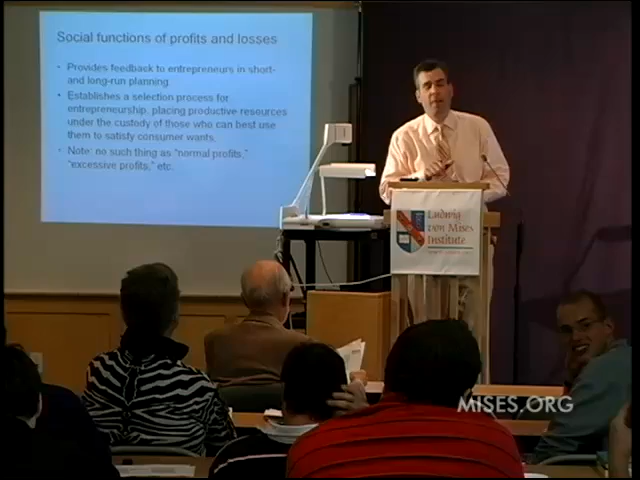 Social functions of profits and losses
• Provides feedback to entrepreneurs in short-
and long-run planning
• Establishes a selection process for
entrepreneurship, placing productive resources
under the custody of those who can best use
them to satisfy consumer wants.
• Note: no such thing as "normal profits,"
"excessive profits," etc.
Ludwig
von Mises
Institute
MISES.ORG